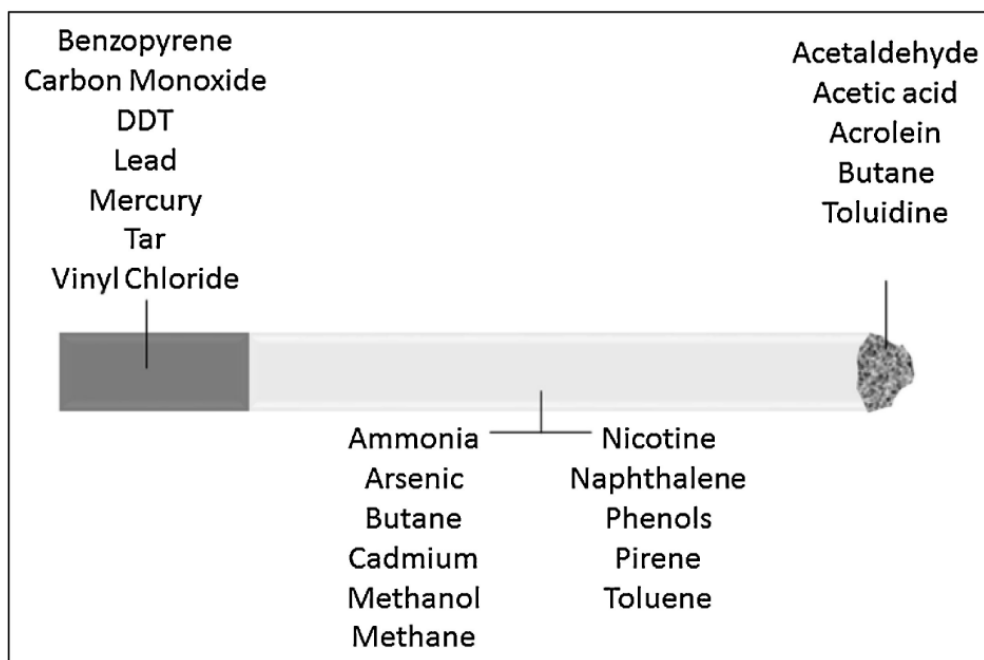 Benzopyrene
Carbon Monoxide
DDT
Lead
Mercury
Tar
Vinyl Chloride
Acetaldehyde
Acetic acid
Acrolein
Butane
Toluidine
Ammonia
Arsenic
Butane
Cadmium
Methanol
Methane
Nicotine
Naphthalene
Phenols
Pirene
Toluene